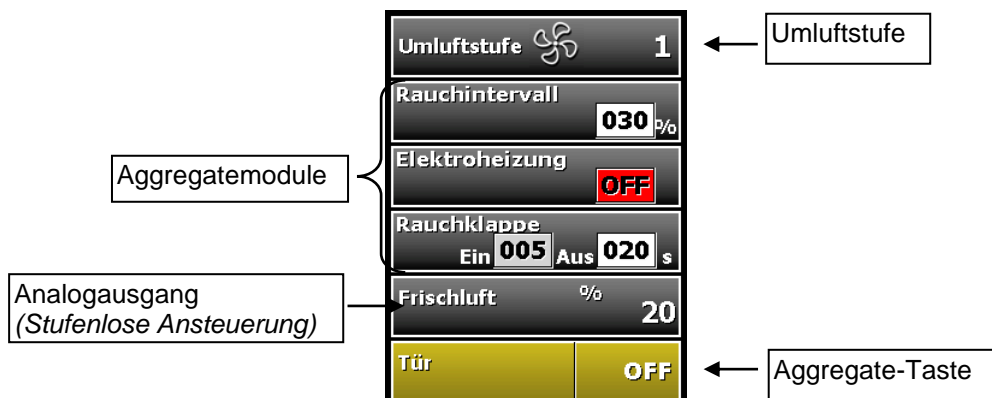 Umluftstufe 1
Umluftstufe
Rauchintervall
030 %
Elektroheizung
OFF
Aggregatemodule
Rauchklappe
Ein 005 Aus 020 s
Analogausgang
(Stufenlose Ansteuerung)
Frischluft % 20
Tür OFF
Aggregate-Taste